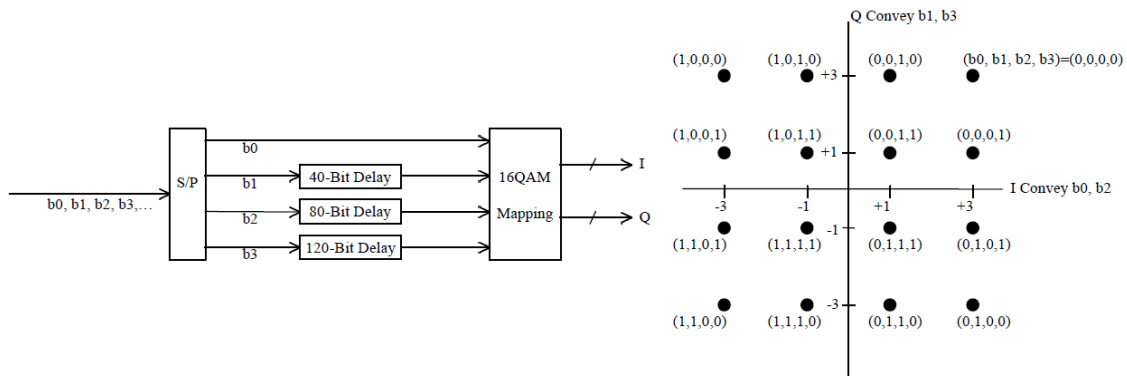 b0, b1, b2, b3,…
S/P
b0
b1
b2
b3
40-Bit Delay
80-Bit Delay
120-Bit Delay
16QAM
Mapping
I
Q
Q Convey b1, b3
(1,0,0,0)
(1,0,1,0)
(0,0,1,0)
(b0, b1, b2, b3)=(0,0,0,0)
+3
(1,0,0,1)
(1,0,1,1)
(0,0,1,1)
(0,0,0,1)
+1
I Convey b0, b2
-3
-1
+1
+3
-1
(1,1,0,1)
(1,1,1,1)
(0,1,1,1)
(0,1,0,1)
-3
(1,1,0,0)
(1,1,1,0)
(0,1,1,0)
(0,1,0,0)